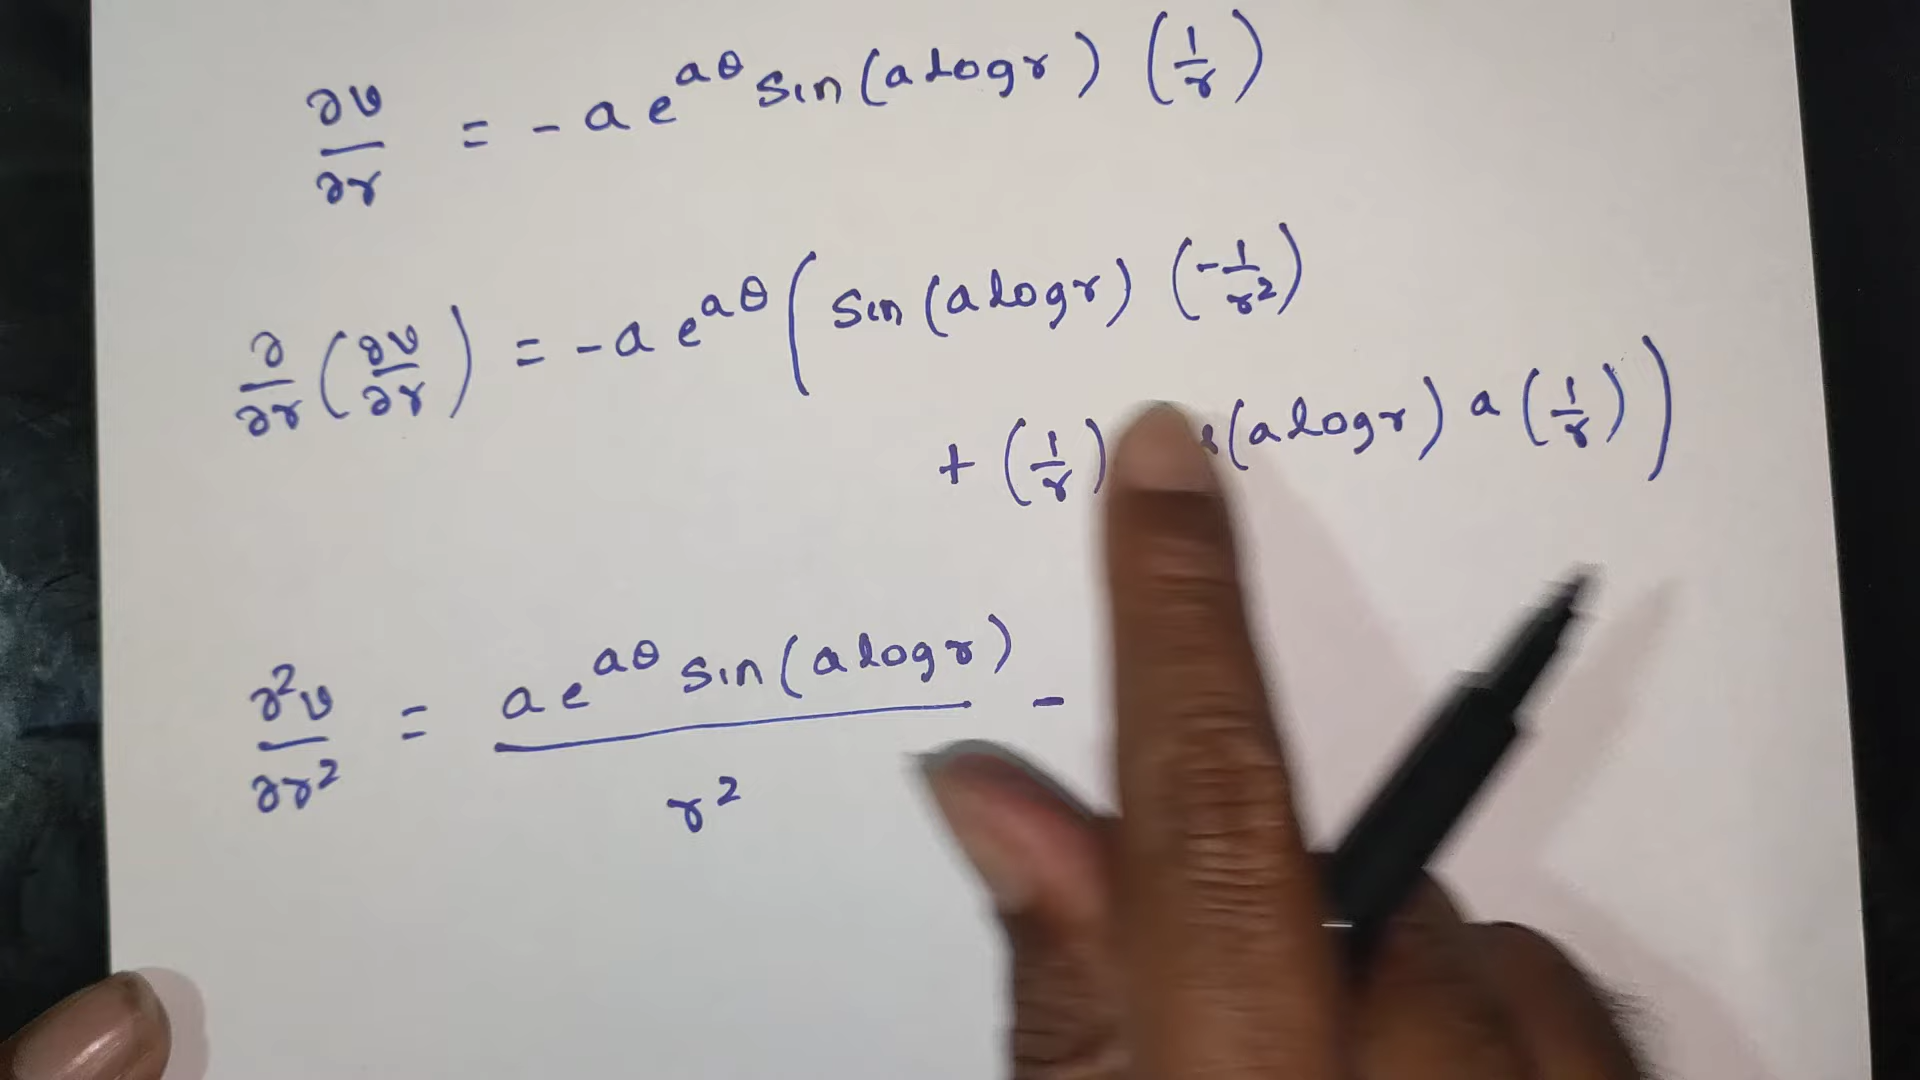 ∂v/∂r = - a e^{aθ} sin(a log r) (1/r)
∂/∂r (∂v/∂r) = - a e^{aθ} ( sin(a log r) (-1/r²)
+ (1/r) (a log r) a (1/r) )
∂²v/∂r² = a e^{aθ} sin(a log r) / r² -